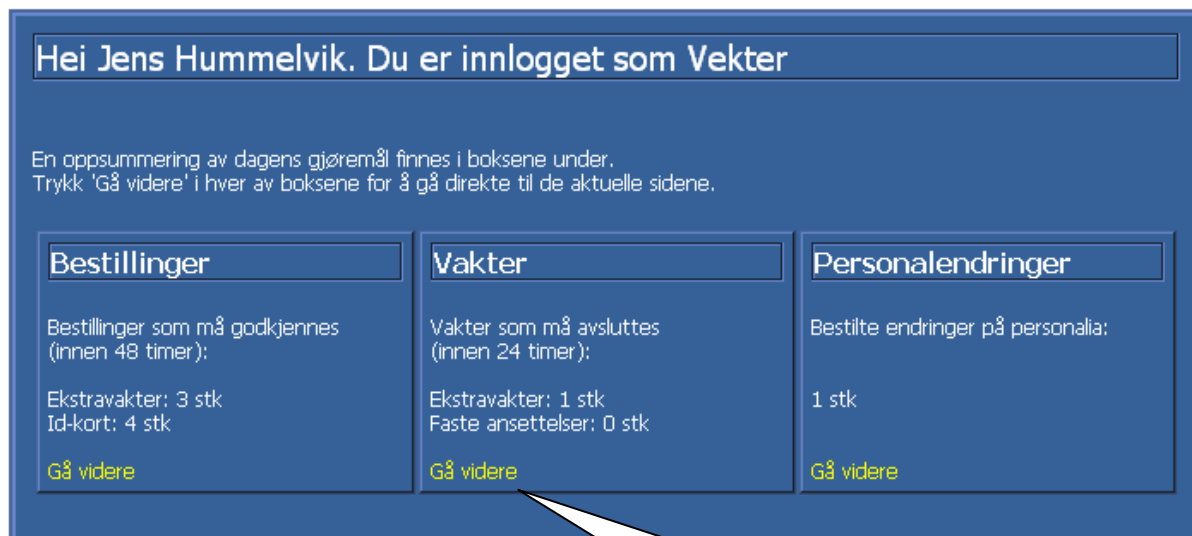 Hei Jens Hummelvik. Du er innlogget som Vekter
En oppsummering av dagens gjøremål finnes i boksene under.
Trykk 'Gå videre' i hver av boksene for å gå direkte til de aktuelle sidene.
Bestillinger
Bestillinger som må godkjennes
(innen 48 timer):
Ekstravakter: 3 stk
Id-kort: 4 stk
Gå videre
Vakter
Vakter som må avsluttes
(innen 24 timer):
Ekstravakter: 1 stk
Faste ansettelser: 0 stk
Gå videre
Personalendringer
Bestilte endringer på personalia:
1 stk
Gå videre